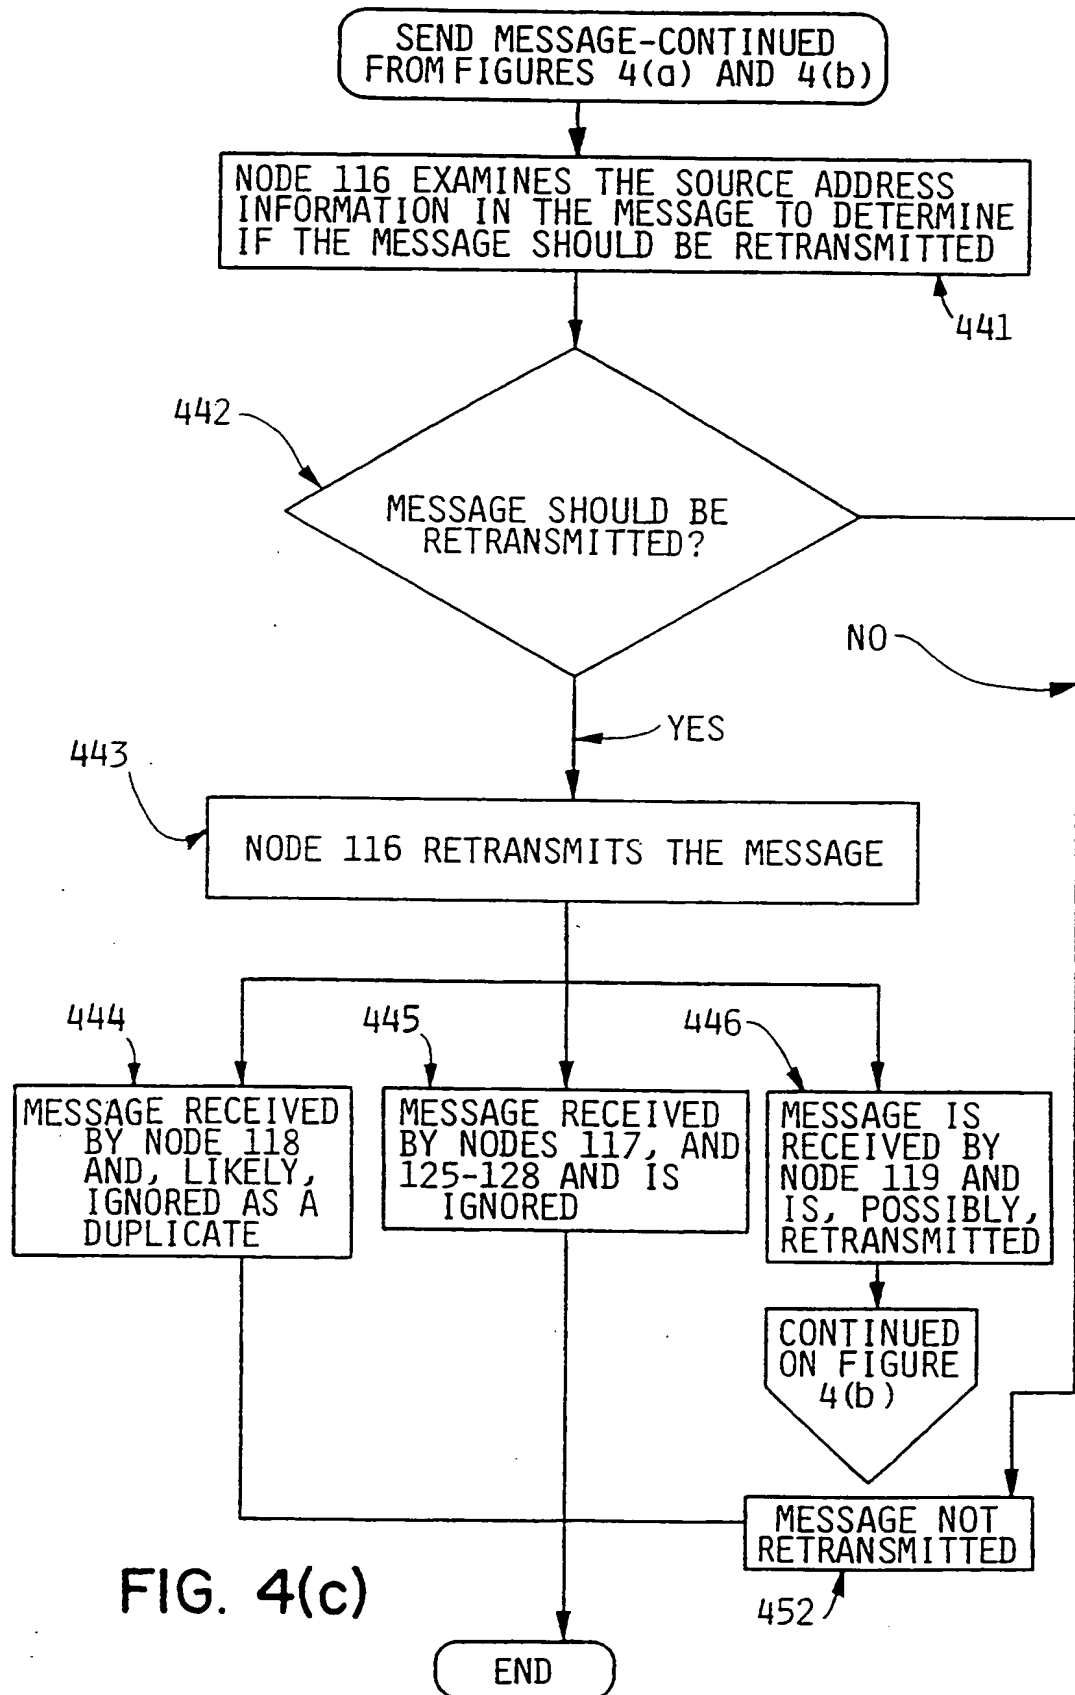 SEND MESSAGE-CONTINUED
FROM FIGURES 4(a) AND 4(b)
NODE 116 EXAMINES THE SOURCE ADDRESS
INFORMATION IN THE MESSAGE TO DETERMINE
IF THE MESSAGE SHOULD BE RETRANSMITTED
441
442
MESSAGE SHOULD BE
RETRANSMITTED?
NO
YES
443
NODE 116 RETRANSMITS THE MESSAGE
444
445
446
MESSAGE RECEIVED
BY NODE 118
AND, LIKELY,
IGNORED AS A
DUPLICATE
MESSAGE RECEIVED
BY NODES 117, AND
125-128 AND IS
IGNORED
MESSAGE IS
RECEIVED BY
NODE 119 AND
IS, POSSIBLY,
RETRANSMITTED
CONTINUED
ON FIGURE
4(b)
MESSAGE NOT
RETRANSMITTED
452
FIG. 4(c)
END